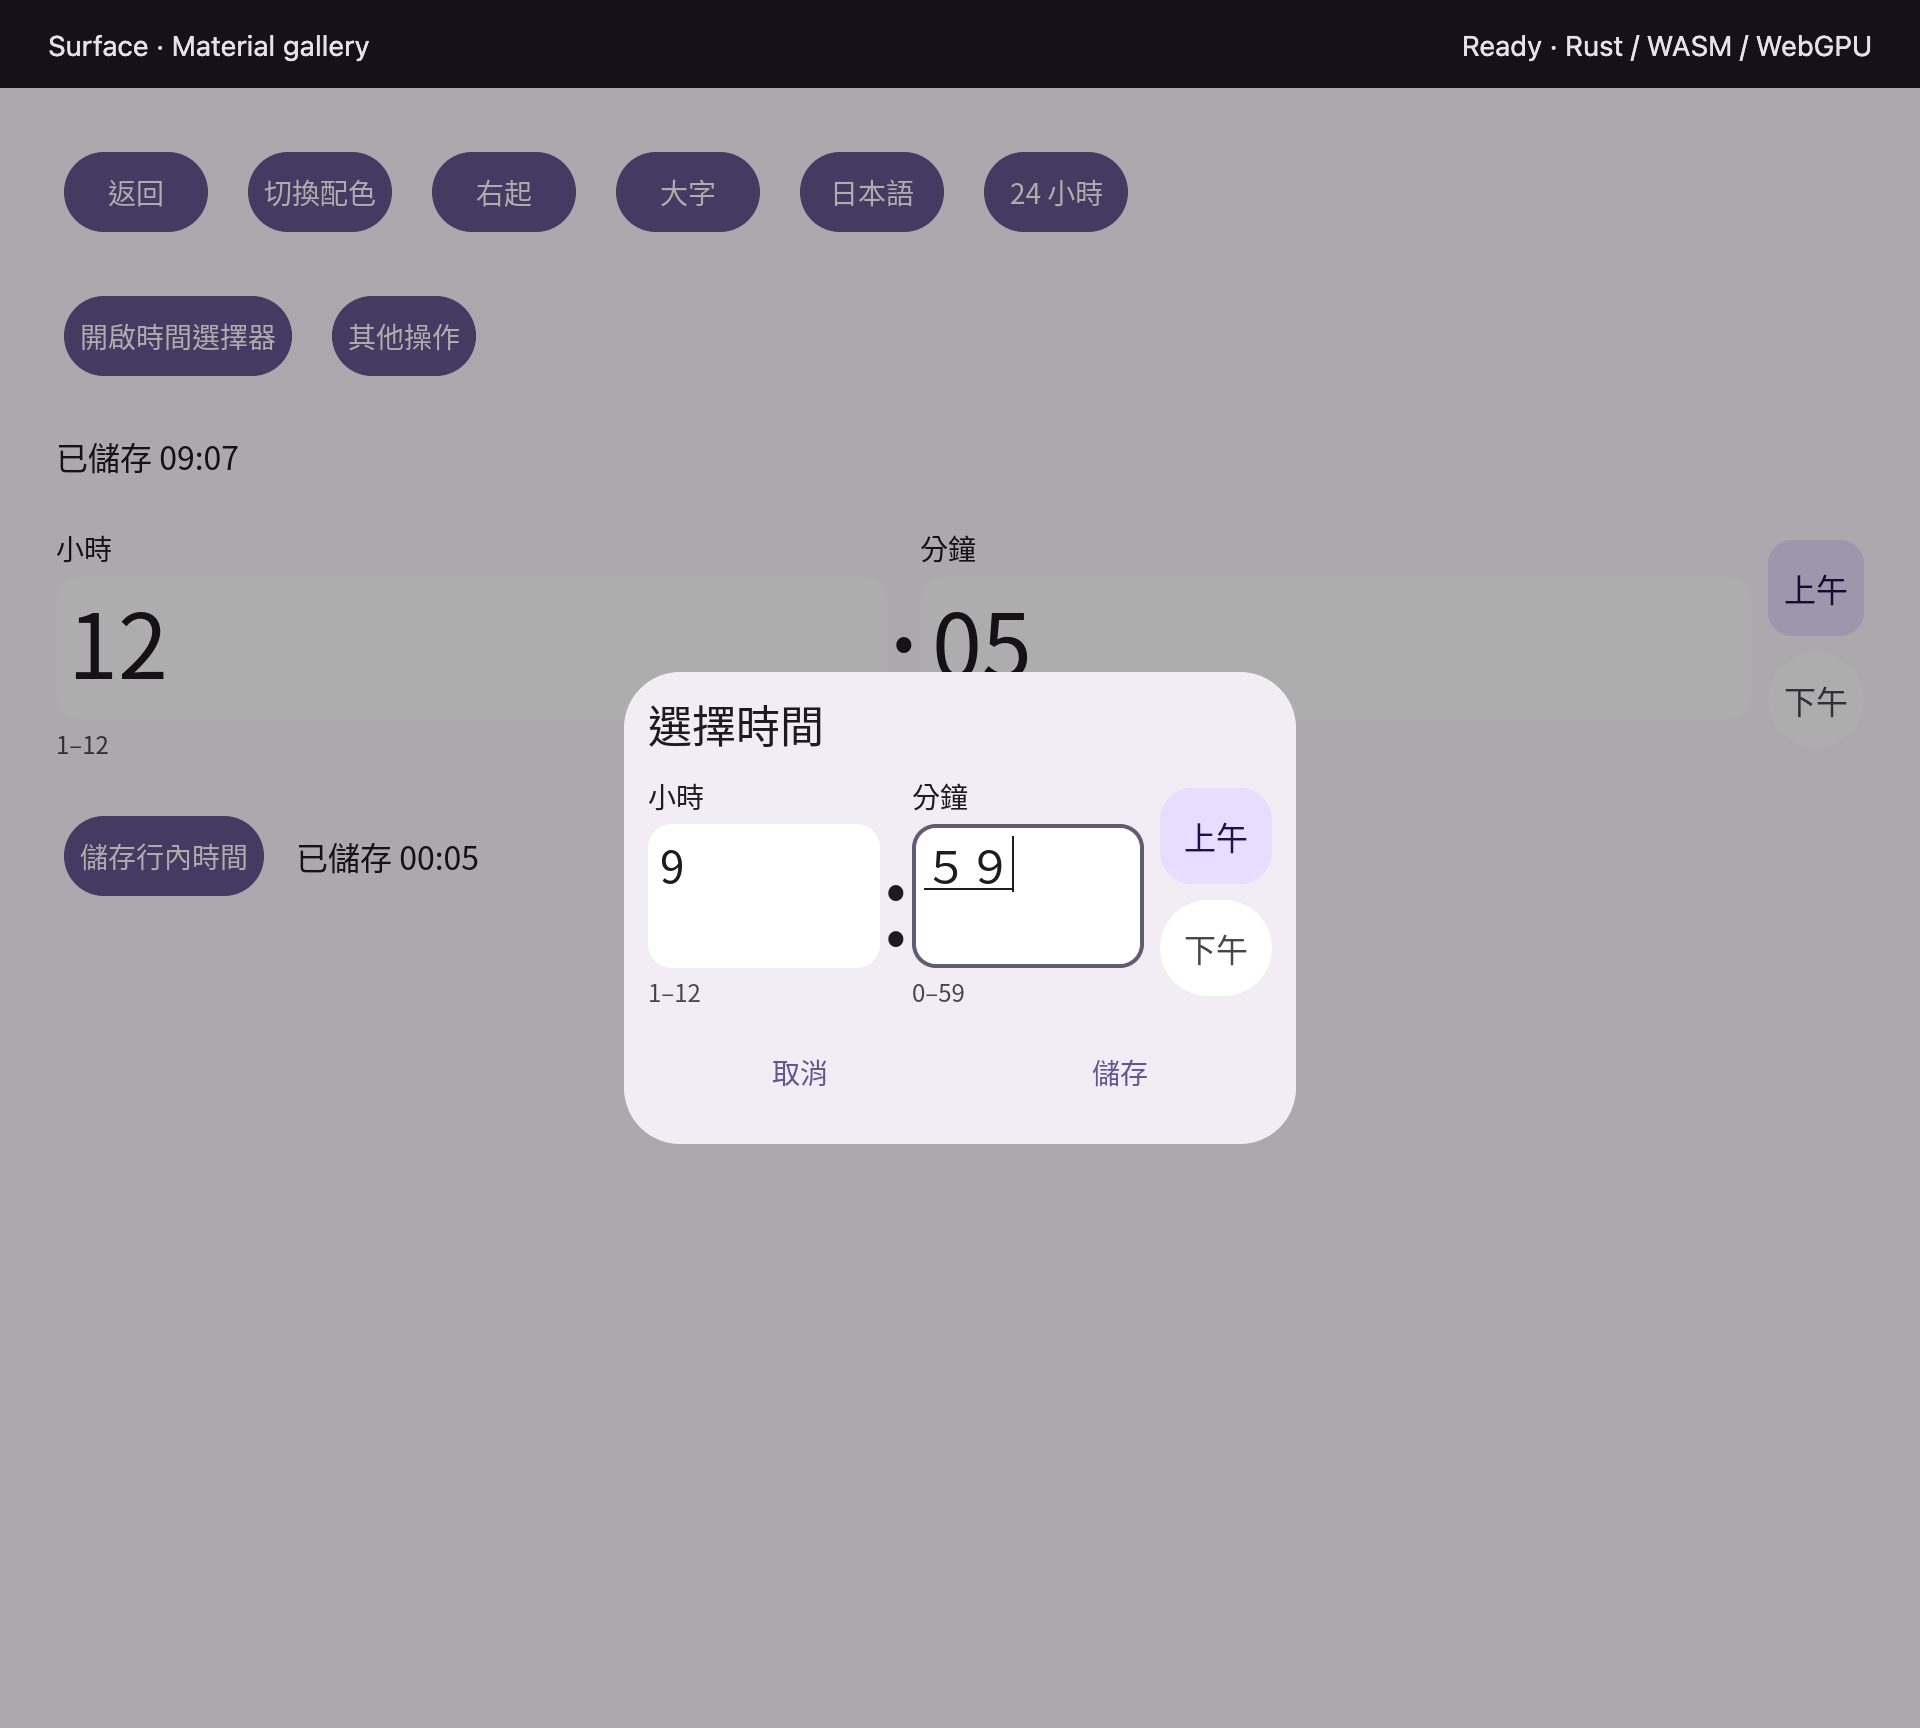 Surface · Material gallery
Ready · Rust / WASM / WebGPU
返回
切換配色
右起
大字
日本語
24 小時
開啟時間選擇器
其他操作
已儲存 09:07
小時
分鐘
12
05
上午
下午
1–12
儲存行內時間
已儲存 00:05
選擇時間
小時
分鐘
9
:
５９
上午
下午
1–12
0–59
取消
儲存